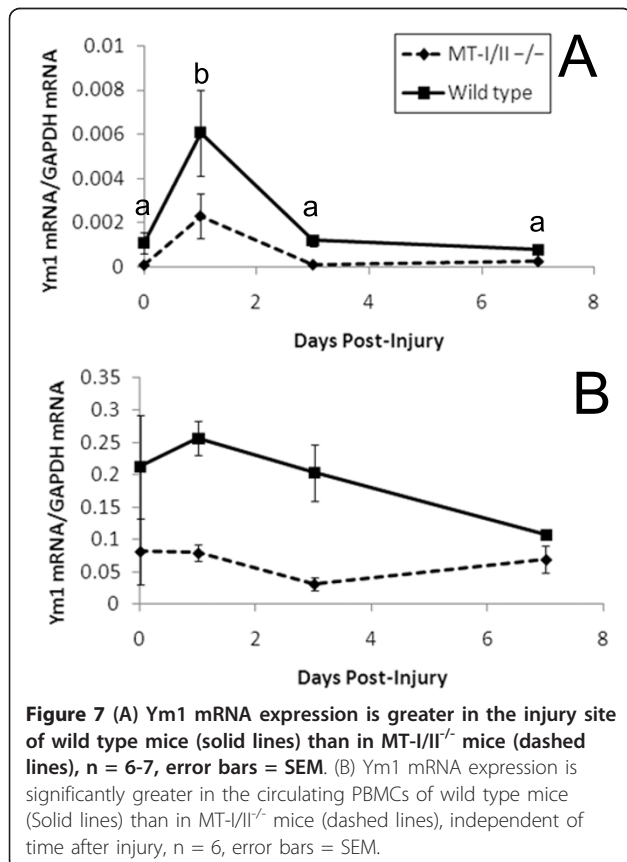 A
MT-I/II −/−
Wild type
Ym1 mRNA/GAPDH mRNA
0.01
0.008
0.006
0.004
0.002
0
a
b
a
a
0 2 4 6 8
Days Post-Injury
B
Ym1 mRNA/GAPDH mRNA
0.35
0.3
0.25
0.2
0.15
0.1
0.05
0
0 2 4 6 8
Days Post-Injury
Figure 7 (A) Ym1 mRNA expression is greater in the injury site
of wild type mice (solid lines) than in MT-I/II-/- mice (dashed
lines), n = 6-7, error bars = SEM. (B) Ym1 mRNA expression is
significantly greater in the circulating PBMCs of wild type mice
(Solid lines) than in MT-I/II-/- mice (dashed lines), independent of
time after injury, n = 6, error bars = SEM.